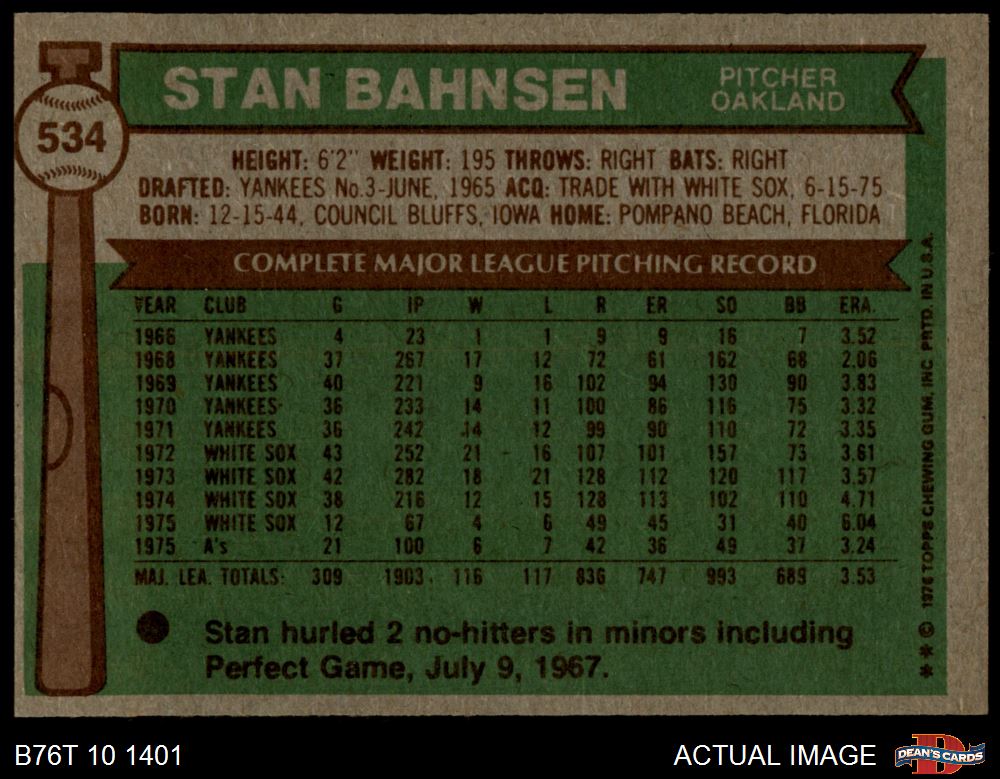 534
STAN BAHNSEN
PITCHER
OAKLAND
HEIGHT: 6'2" WEIGHT: 195 THROWS: RIGHT BATS: RIGHT
DRAFTED: YANKEES No.3-JUNE, 1965 ACQ: TRADE WITH WHITE SOX, 6-15-75
BORN: 12-15-44, COUNCIL BLUFFS, IOWA HOME: POMPANO BEACH, FLORIDA
COMPLETE MAJOR LEAGUE PITCHING RECORD
YEAR CLUB G IP W L R ER SO BB ERA.
1966 YANKEES 4 23 1 1 9 9 16 7 3.52
1968 YANKEES 37 267 17 12 72 61 162 68 2.06
1969 YANKEES 40 221 9 16 102 94 130 90 3.83
1970 YANKEES 36 233 14 11 100 86 116 75 3.32
1971 YANKEES 36 242 14 12 99 90 110 72 3.35
1972 WHITE SOX 43 252 21 16 107 101 157 73 3.61
1973 WHITE SOX 42 282 18 21 128 112 120 117 3.57
1974 WHITE SOX 38 216 12 15 128 113 102 110 4.71
1975 WHITE SOX 12 67 4 6 49 45 31 40 6.04
1975 A's 21 100 6 7 42 36 49 37 3.24
MAJ. LEA. TOTALS: 309 1903 116 117 836 747 993 689 3.53
Stan hurled 2 no-hitters in minors including
Perfect Game, July 9, 1967.
✱✱© 1976 TOPPS CHEWING GUM, INC. PRTD. IN U.S.A.
B76T 10 1401
ACTUAL IMAGE
D
DEAN'S CARDS